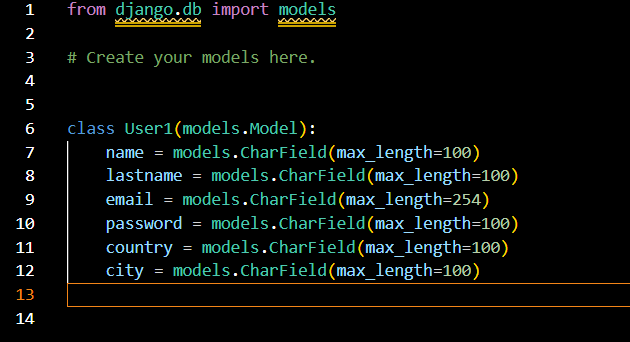 1 from django.db import models
2
3 # Create your models here.
4
5
6 class User1(models.Model):
7     name = models.CharField(max_length=100)
8     lastname = models.CharField(max_length=100)
9     email = models.CharField(max_length=254)
10     password = models.CharField(max_length=100)
11     country = models.CharField(max_length=100)
12     city = models.CharField(max_length=100)
13
14